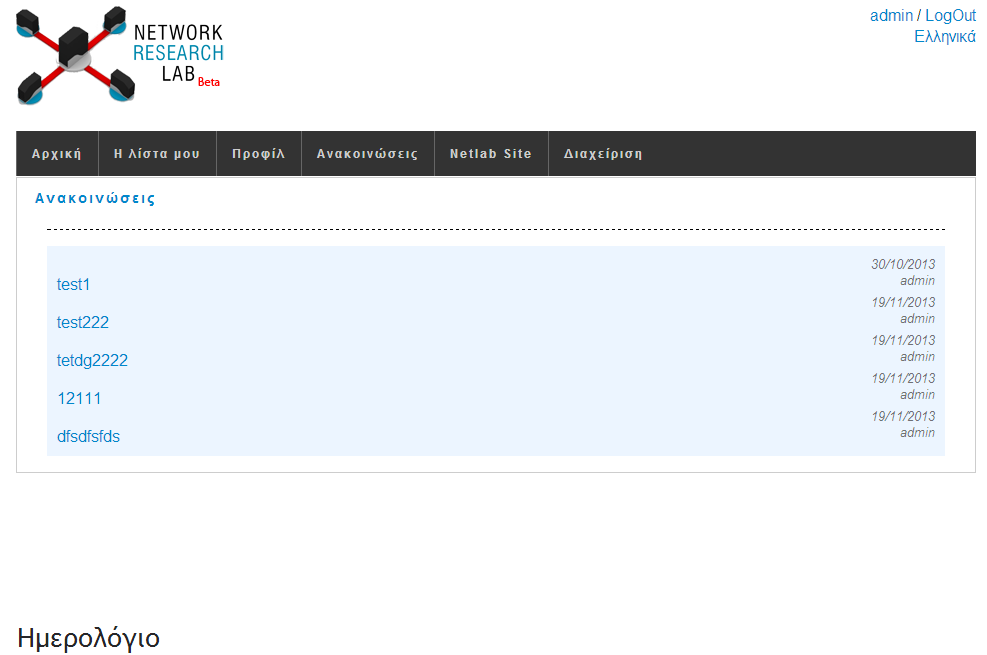 NETWORK
RESEARCH
LAB Beta
admin / LogOut
Ελληνικά
Αρχική Η λίστα μου Προφίλ Ανακοινώσεις Netlab Site Διαχείριση
Ανακοινώσεις
30/10/2013
test1 admin
19/11/2013
test222 admin
19/11/2013
tetdg2222 admin
19/11/2013
12111 admin
19/11/2013
dfsdfsfds admin
Ημερολόγιο